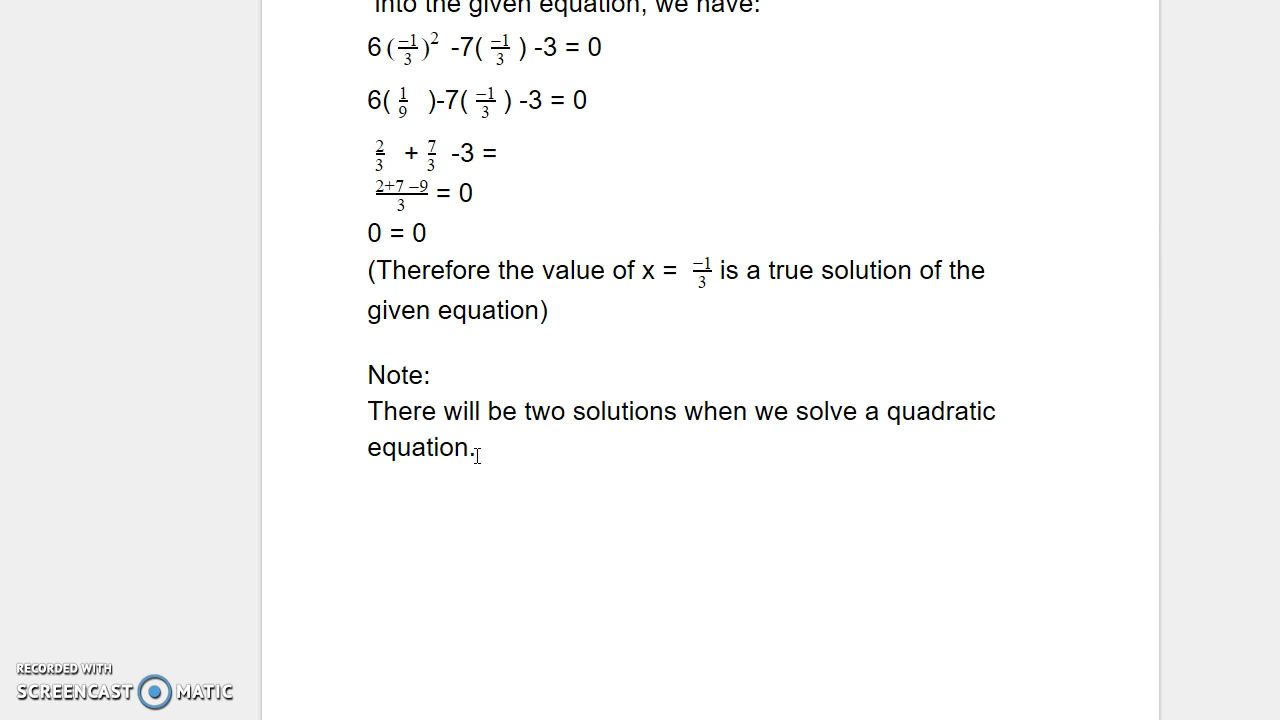 into the given equation, we have:
6(−1/3)² -7( −1/3 ) -3 = 0
6( 1/9 )-7( −1/3 ) -3 = 0
2/3 + 7/3 -3 =
2+7 −9/3 = 0
0 = 0
(Therefore the value of x = −1/3 is a true solution of the
given equation)
Note:
There will be two solutions when we solve a quadratic
equation.
RECORDED WITH
SCREENCAST MATIC